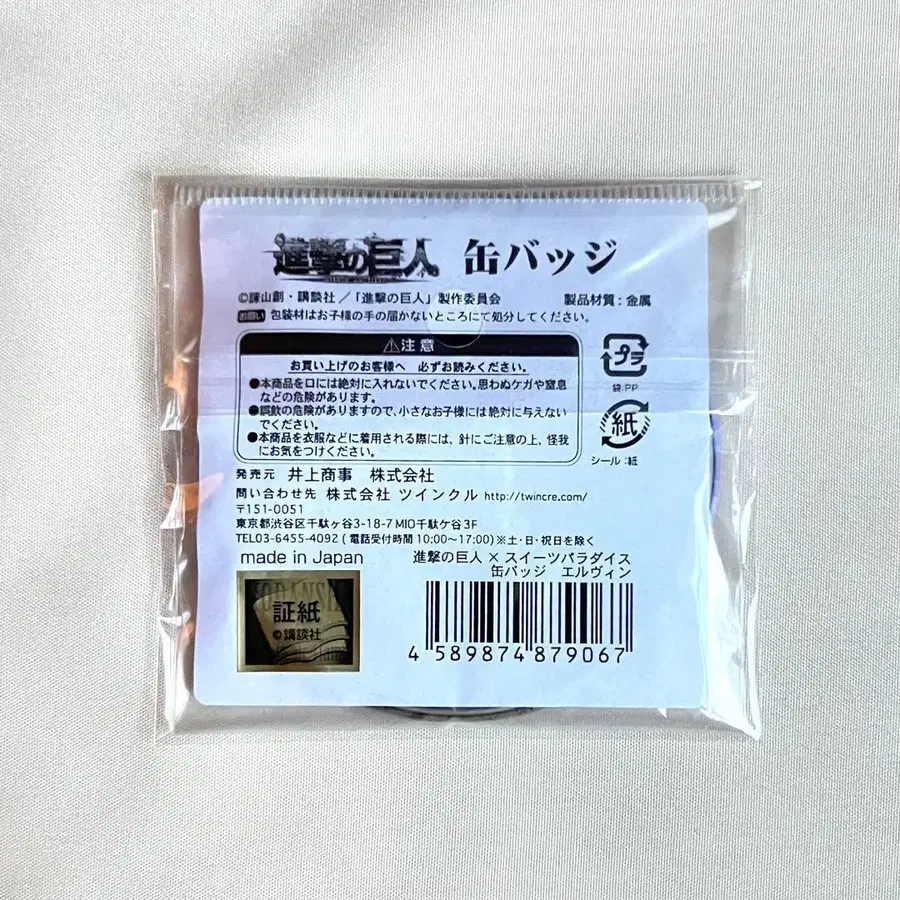 進撃の巨人 缶バッジ
©諫山創・講談社／「進撃の巨人」製作委員会 製品材質：金属
お願い 包装材はお子様の手の届かないところにて処分してください。
⚠注意
お買い上げのお客様へ 必ずお読みください。
●本商品を口には絶対に入れないでください。思わぬケガや窒息
などの危険があります。
●誤飲の危険がありますので、小さなお子様には絶対に与えない
でください。
●本商品を衣服などに着用される際には、針にご注意の上、怪我
にお気をつけください。
プラ
袋:PP
紙
シール:紙
発売元 井上商事 株式会社
問い合わせ先 株式会社 ツインクル http://twincre.com/
〒151-0051
東京都渋谷区千駄ヶ谷3-18-7 MIO千駄ケ谷3F
TEL03-6455-4092 (電話受付時間 10:00～17:00)※土・日・祝日を除く
made in Japan
進撃の巨人×スイーツパラダイス
缶バッジ エルヴィン
証紙
©講談社
4 589874 879067